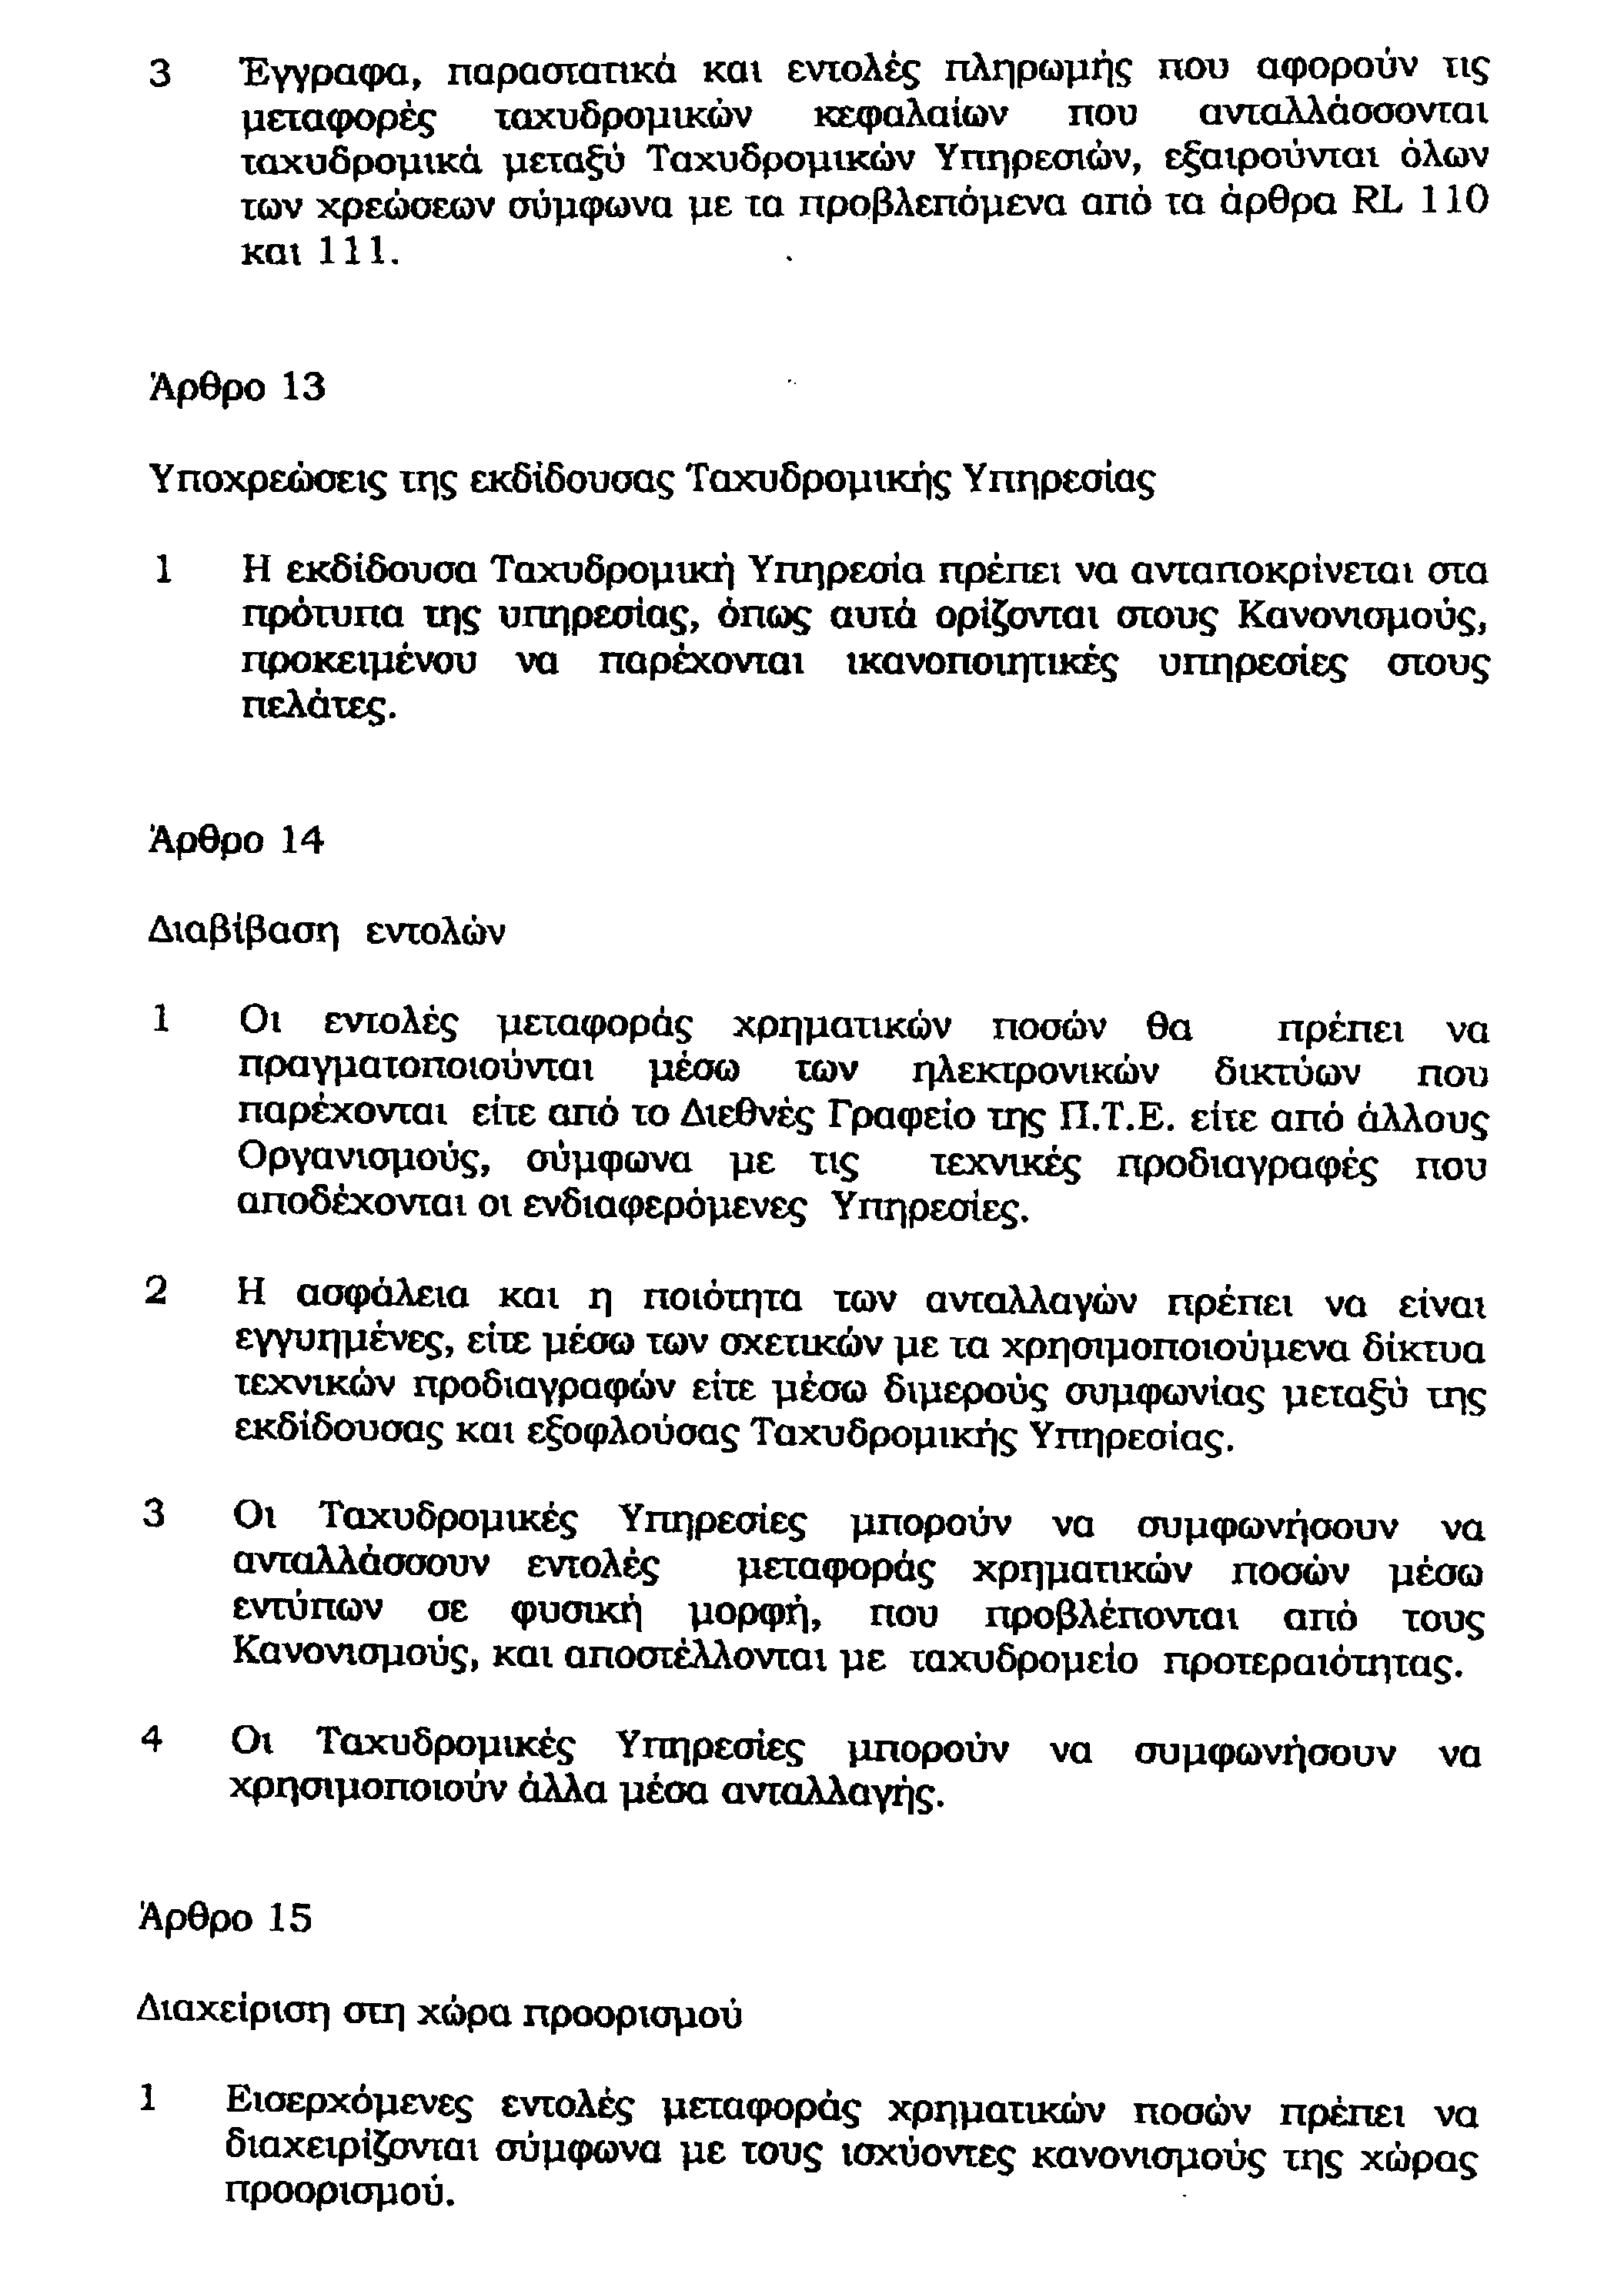 3 Έγγραφα, παραστατικά και εντολές πληρωμής που αφορούν τις
μεταφορές ταχυδρομικών κεφαλαίων που ανταλλάσσονται
ταχυδρομικά μεταξύ Ταχυδρομικών Υπηρεσιών, εξαιρούνται όλων
των χρεώσεων σύμφωνα με τα προβλεπόμενα από τα άρθρα RL 110
και 111.
Άρθρο 13
Υποχρεώσεις της εκδίδουσας Ταχυδρομικής Υπηρεσίας
1 Η εκδίδουσα Ταχυδρομική Υπηρεσία πρέπει να ανταποκρίνεται στα
πρότυπα της υπηρεσίας, όπως αυτά ορίζονται στους Κανονισμούς,
προκειμένου να παρέχονται ικανοποιητικές υπηρεσίες στους
πελάτες.
Άρθρο 14
Διαβίβαση εντολών
1 Οι εντολές μεταφοράς χρηματικών ποσών θα πρέπει να
πραγματοποιούνται μέσω των ηλεκτρονικών δικτύων που
παρέχονται είτε από το Διεθνές Γραφείο της Π.Τ.Ε. είτε από άλλους
Οργανισμούς, σύμφωνα με τις τεχνικές προδιαγραφές που
αποδέχονται οι ενδιαφερόμενες Υπηρεσίες.
2 Η ασφάλεια και η ποιότητα των ανταλλαγών πρέπει να είναι
εγγυημένες, είτε μέσω των σχετικών με τα χρησιμοποιούμενα δίκτυα
τεχνικών προδιαγραφών είτε μέσω διμερούς συμφωνίας μεταξύ της
εκδίδουσας και εξοφλούσας Ταχυδρομικής Υπηρεσίας.
3 Οι Ταχυδρομικές Υπηρεσίες μπορούν να συμφωνήσουν να
ανταλλάσσουν εντολές μεταφοράς χρηματικών ποσών μέσω
εντύπων σε φυσική μορφή, που προβλέπονται από τους
Κανονισμούς, και αποστέλλονται με ταχυδρομείο προτεραιότητας.
4 Οι Ταχυδρομικές Υπηρεσίες μπορούν να συμφωνήσουν να
χρησιμοποιούν άλλα μέσα ανταλλαγής.
Άρθρο 15
Διαχείριση στη χώρα προορισμού
1 Εισερχόμενες εντολές μεταφοράς χρηματικών ποσών πρέπει να
διαχειρίζονται σύμφωνα με τους ισχύοντες κανονισμούς της χώρας
προορισμού.